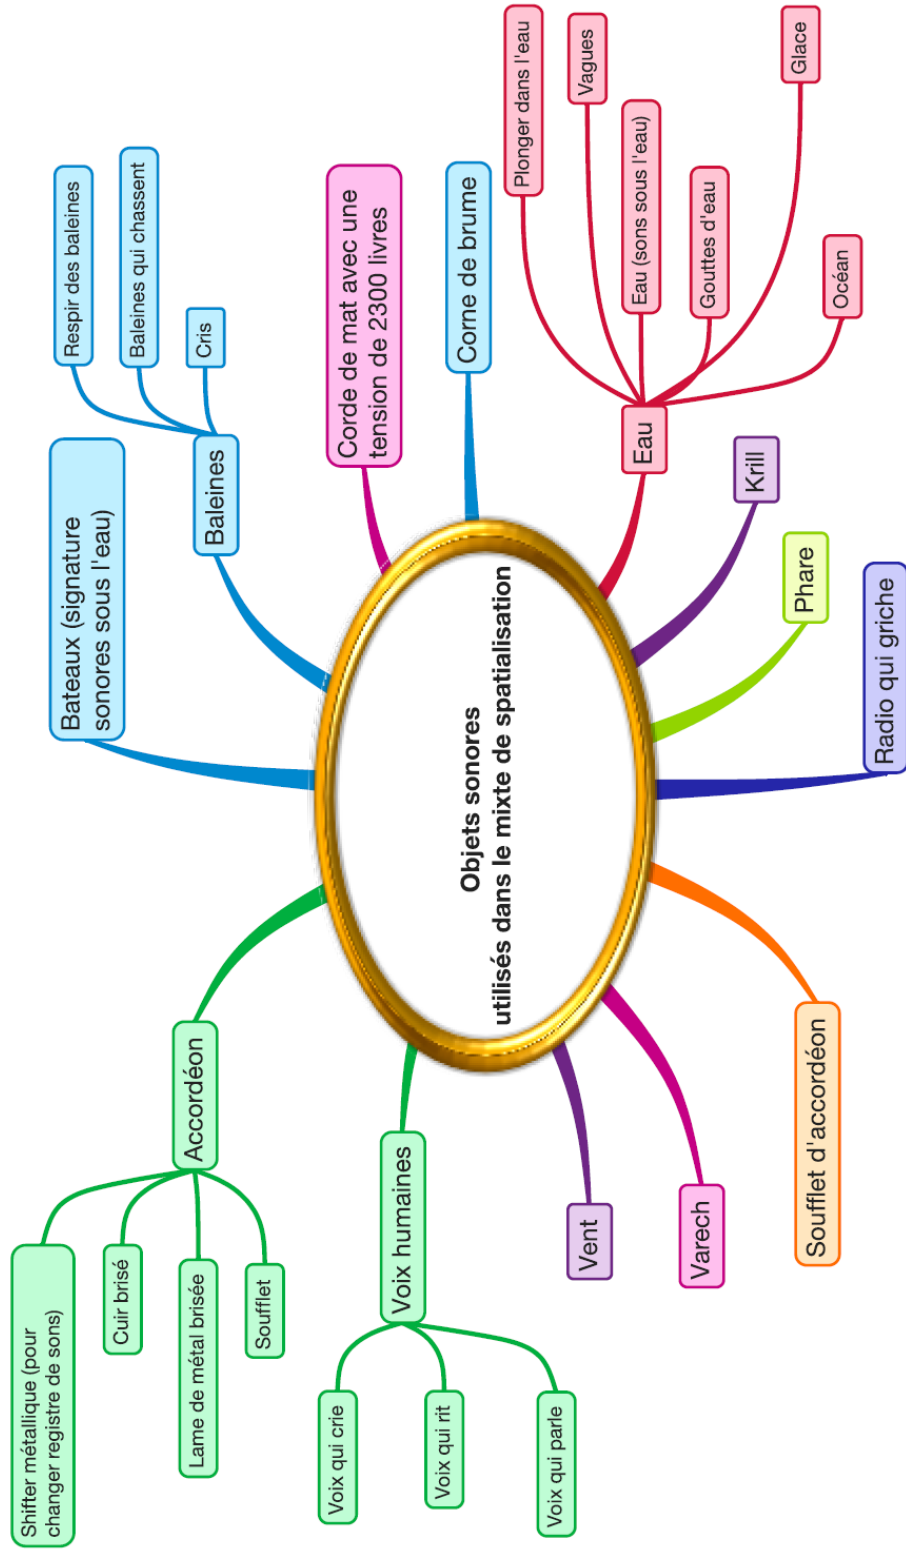 Objets sonores
utilisés dans le mixte de spatialisation
Bateaux (signature
sonores sous l'eau)
Baleines
Respir des baleines
Baleines qui chassent
Cris
Corde de mat avec une
tension de 2300 livres
Corne de brume
Eau
Plonger dans l'eau
Vagues
Eau (sons sous l'eau)
Gouttes d'eau
Glace
Océan
Krill
Phare
Radio qui griche
Soufflet d'accordéon
Varech
Vent
Voix humaines
Voix qui crie
Voix qui rit
Voix qui parle
Accordéon
Shifter métallique (pour
changer registre de sons)
Cuir brisé
Lame de métal brisée
Soufflet